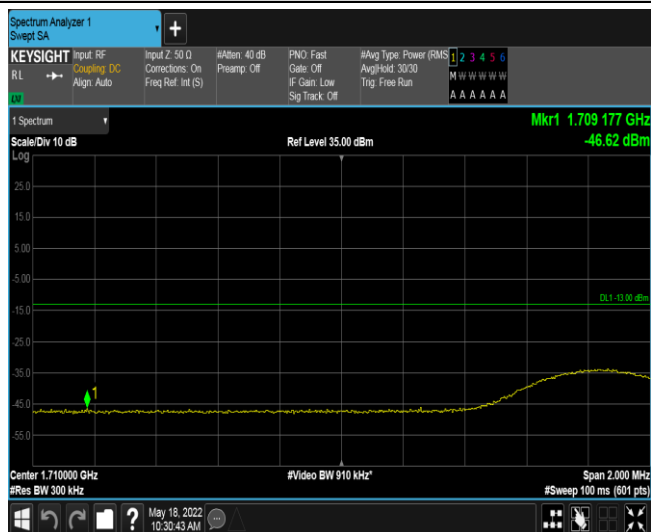 Spectrum Analyzer 1
Swept SA
+
KEYSIGHT Input: RF Input Z: 50 Ω #Atten: 40 dB PNO: Fast #Avg Type: Power (RMS 1 2 3 4 5 6
RL Coupling: DC Corrections: On Preamp: Off Gate: Off Avg|Hold: 30/30 M W W W W W
Align: Auto Freq Ref: Int (S) IF Gain: Low Trig: Free Run
Sig Track: Off A A A A A A
1 Spectrum
Mkr1 1.709 177 GHz
Scale/Div 10 dB Ref Level 35.00 dBm -46.62 dBm
Log
25.0
15.0
5.00
-5.00
DL1 -13.00 dBm
-15.0
-25.0
-35.0
1
-45.0
-55.0
Center 1.710000 GHz #Video BW 910 kHz* Span 2.000 MHz
#Res BW 300 kHz #Sweep 100 ms (601 pts)
? May 18, 2022
10:30:43 AM